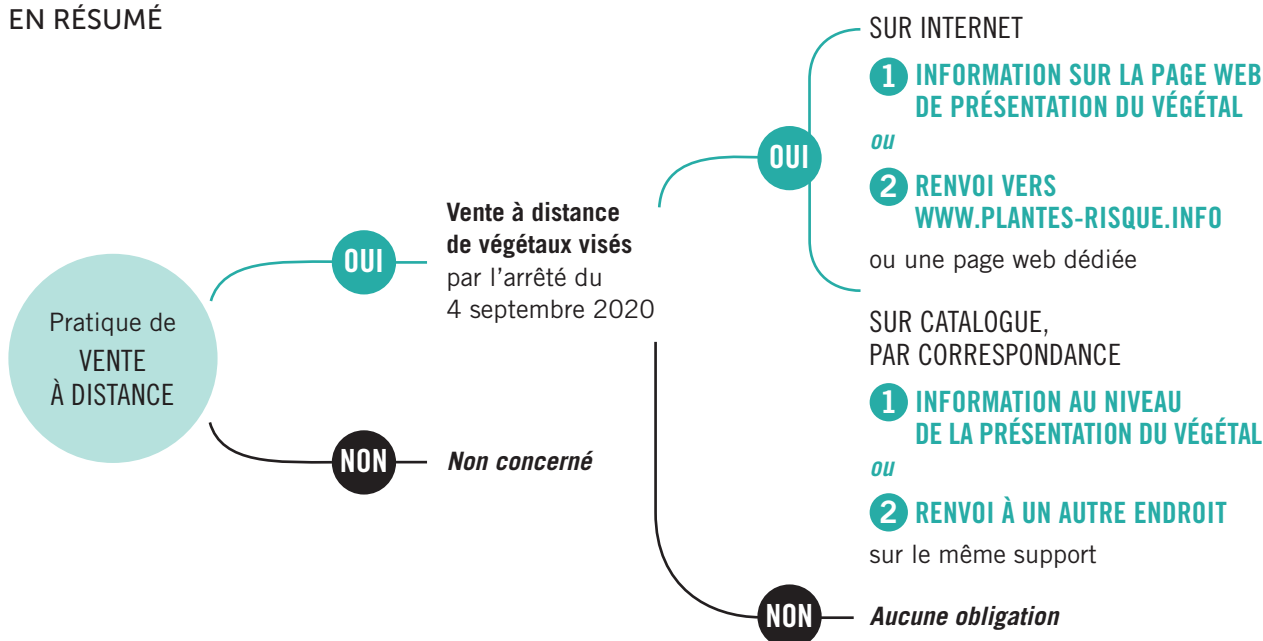 EN RÉSUMÉ
Pratique de
VENTE
À DISTANCE
OUI
Vente à distance
de végétaux visés
par l'arrêté du
4 septembre 2020
NON
Non concerné
OUI
SUR INTERNET
1 INFORMATION SUR LA PAGE WEB
DE PRÉSENTATION DU VÉGÉTAL
ou
2 RENVOI VERS
WWW.PLANTES-RISQUE.INFO
ou une page web dédiée
SUR CATALOGUE,
PAR CORRESPONDANCE
1 INFORMATION AU NIVEAU
DE LA PRÉSENTATION DU VÉGÉTAL
ou
2 RENVOI À UN AUTRE ENDROIT
sur le même support
NON
Aucune obligation